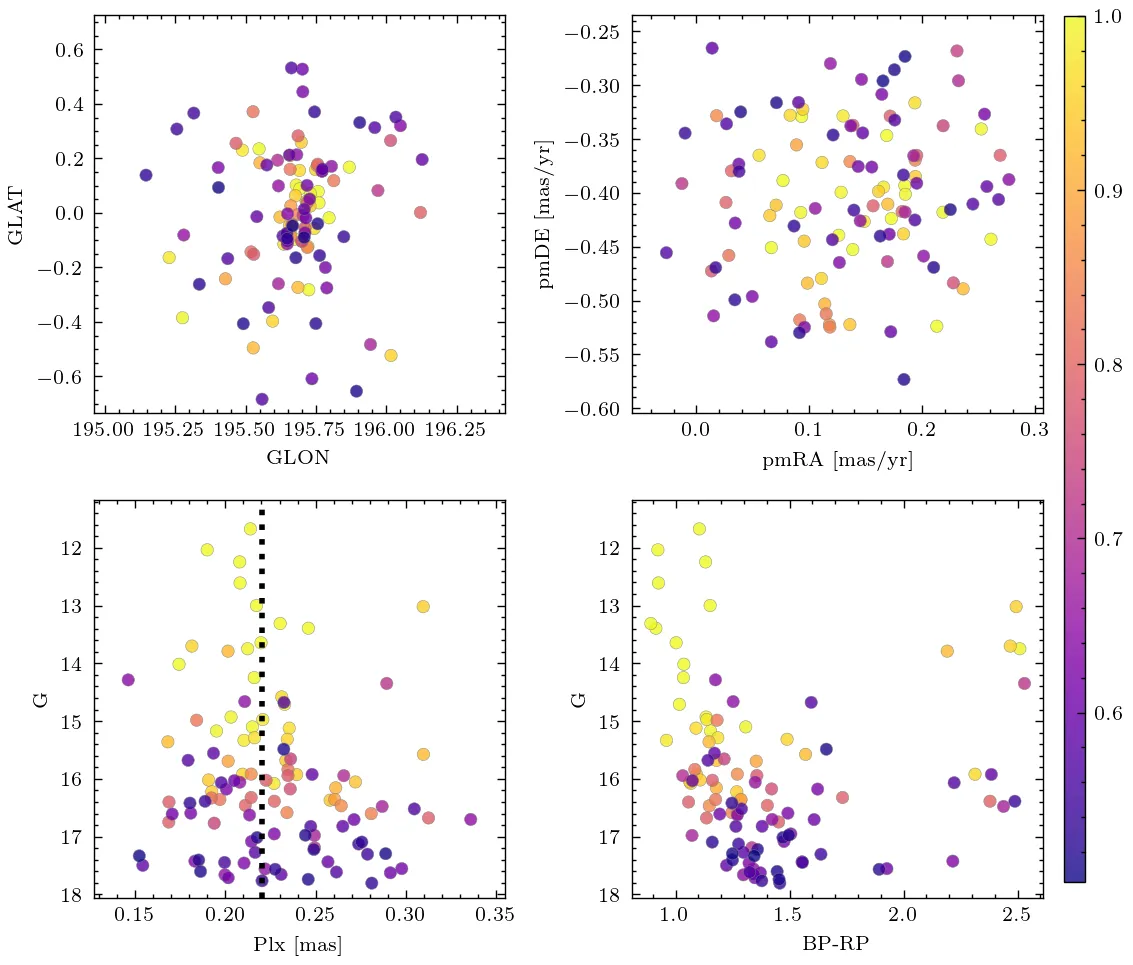 0.6
0.4
0.2
0.0
−0.2
−0.4
−0.6
GLAT
195.00 195.25 195.50 195.75 196.00 196.25
GLON
−0.25
−0.30
−0.35
−0.40
−0.45
−0.50
−0.55
−0.60
pmDE [mas/yr]
0.0 0.1 0.2 0.3
pmRA [mas/yr]
1.0
0.9
0.8
0.7
0.6
12
13
14
15
16
17
18
G
0.15 0.20 0.25 0.30 0.35
Plx [mas]
12
13
14
15
16
17
18
G
1.0 1.5 2.0 2.5
BP-RP